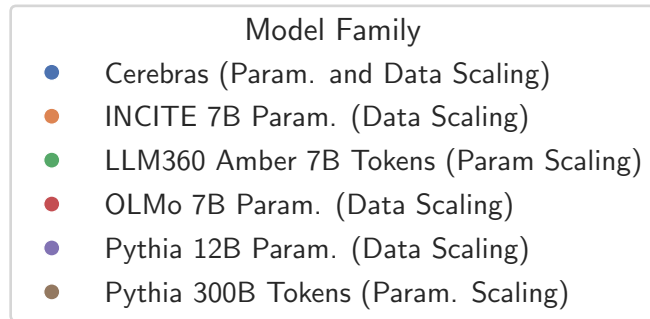 Model Family
Cerebras (Param. and Data Scaling)
INCITE 7B Param. (Data Scaling)
LLM360 Amber 7B Tokens (Param Scaling)
OLMo 7B Param. (Data Scaling)
Pythia 12B Param. (Data Scaling)
Pythia 300B Tokens (Param. Scaling)